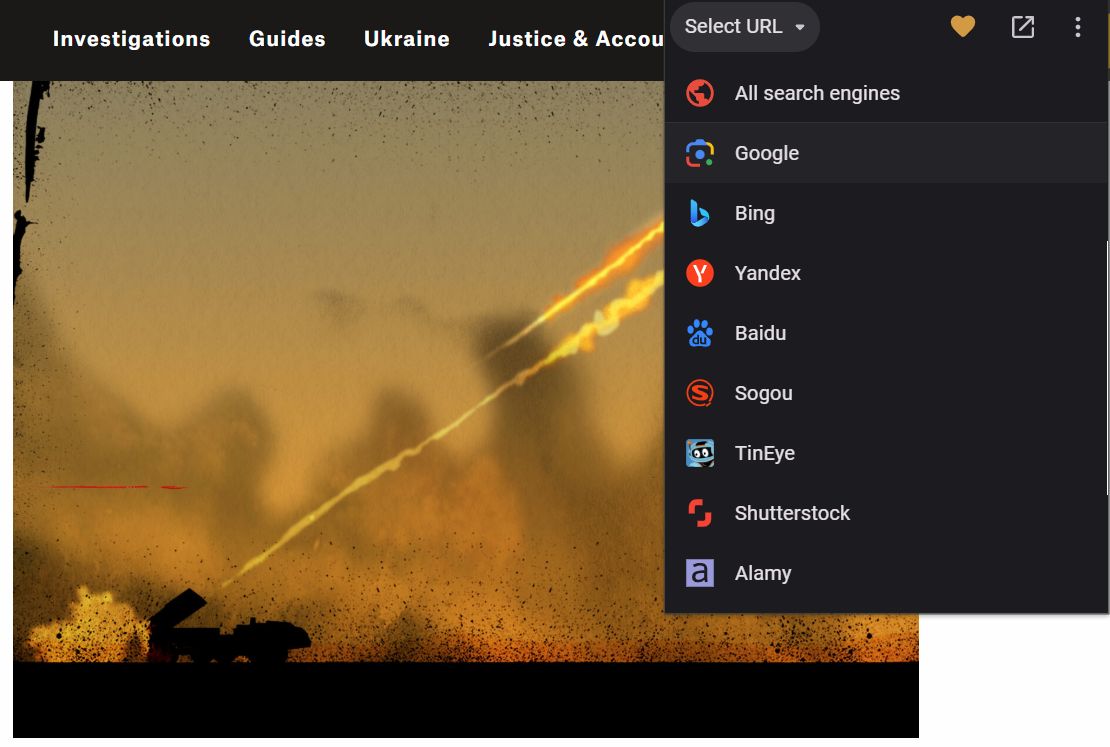 Investigations Guides Ukraine Justice & Accou
Select URL
All search engines
Google
Bing
Yandex
Baidu
Sogou
TinEye
Shutterstock
Alamy